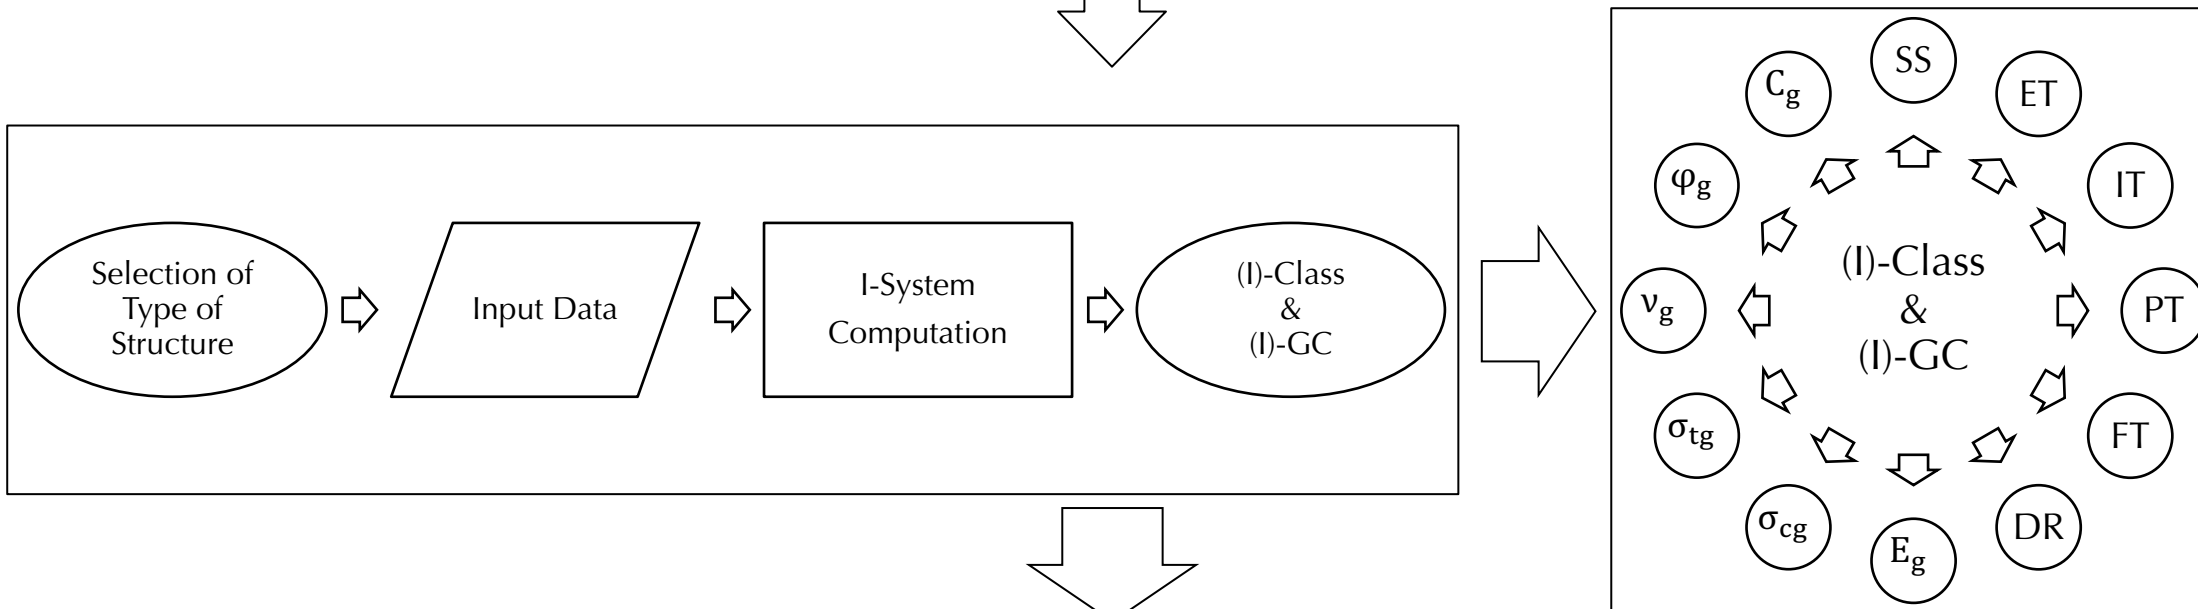 Selection of
Type of
Structure
Input Data
I-System
Computation
(I)-Class
&
(I)-GC
SS
ET
IT
PT
FT
DR
E_g
σ_cg
σ_tg
ν_g
φ_g
C_g
(I)-Class
&
(I)-GC